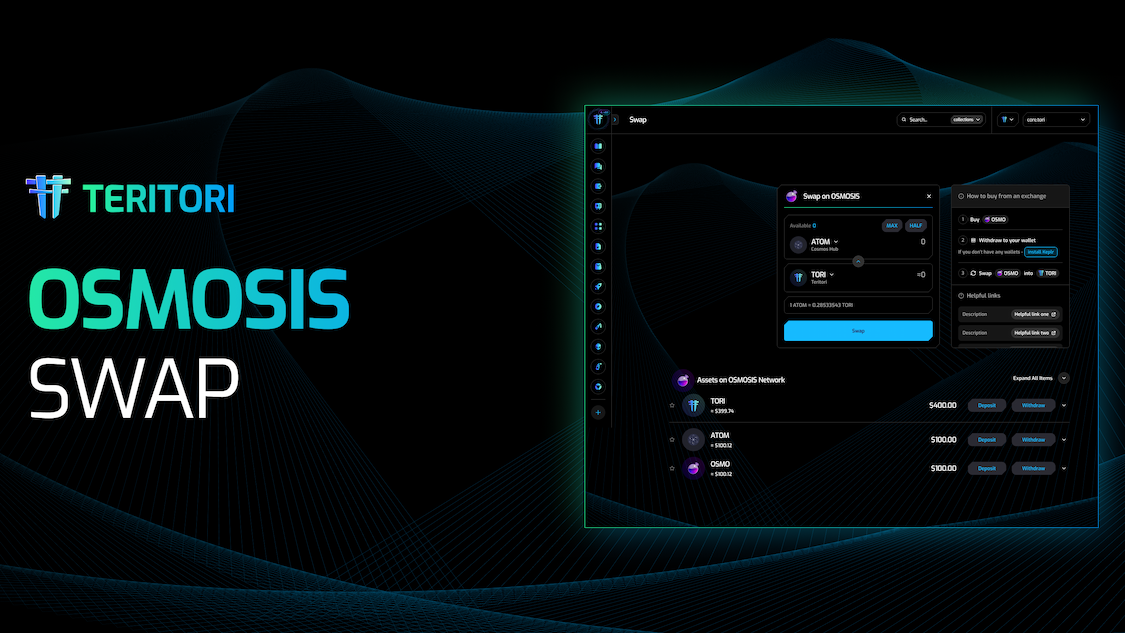 TERITORI
OSMOSIS
SWAP
Swap
Search...
collections
coro.tori
Swap on OSMOSIS
Available 0
MAX
HALF
ATOM
0
Cosmos Hub
TORI
≈0
Teritori
1 ATOM = 0.28533543 TORI
Swap
How to buy from an exchange
1 Buy OSMO
2 Withdraw to your wallet
If you don't have any wallets - Install Keplr
3 Swap OSMO into TORI
Helpful links
Description Helpful link one
Description Helpful link two
Assets on OSMOSIS Network
Expand All Items
TORI
≈ $399.74
$400.00 Deposit Withdraw
ATOM
≈ $100.12
$100.00 Deposit Withdraw
OSMO
≈ $100.12
$100.00 Deposit Withdraw